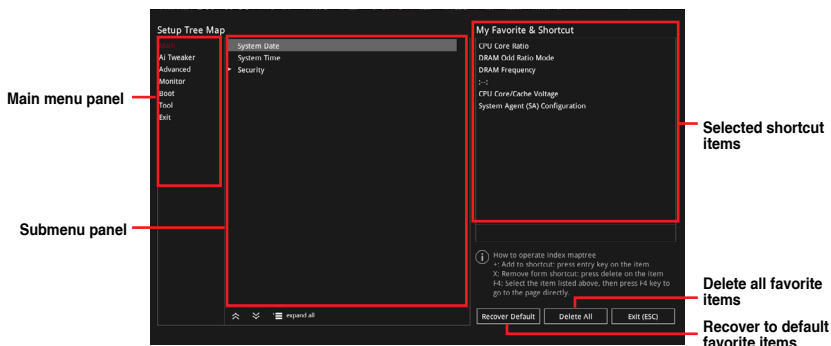 Setup Tree Map
My Favorite & Shortcut
Main
System Date
CPU Core Ratio
Ai Tweaker
System Time
DRAM Odd Ratio Mode
Advanced
Security
DRAM Frequency
Monitor
:--:
Boot
CPU Core/Cache Voltage
Tool
System Agent (SA) Configuration
Exit
Main menu panel
Selected shortcut
items
Submenu panel
How to operate index maptree
+: Add to shortcut: press entry key on the item
X: Remove form shortcut: press delete on the item
F4: Select the item listed above, then press F4 key to
go to the page directly.
Delete all favorite
items
expand all
Recover Default
Delete All
Exit (ESC)
Recover to default
favorite items